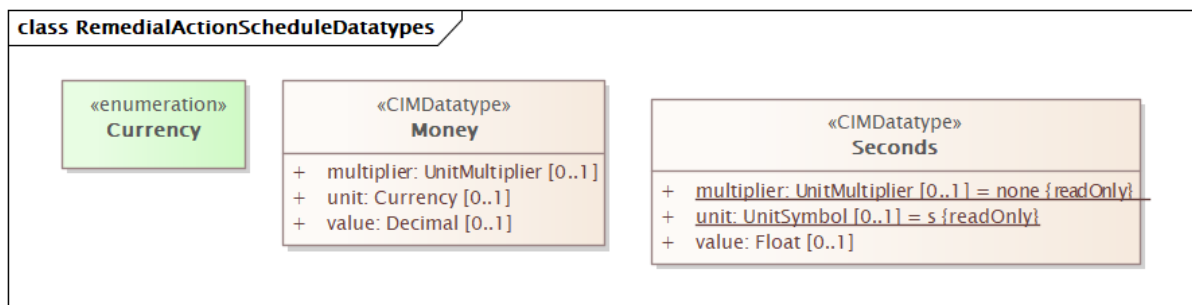 class RemedialActionScheduleDatatypes
«enumeration»
Currency
«CIMDatatype»
Money
+ multiplier: UnitMultiplier [0..1]
+ unit: Currency [0..1]
+ value: Decimal [0..1]
«CIMDatatype»
Seconds
+ multiplier: UnitMultiplier [0..1] = none {readOnly}
+ unit: UnitSymbol [0..1] = s {readOnly}
+ value: Float [0..1]